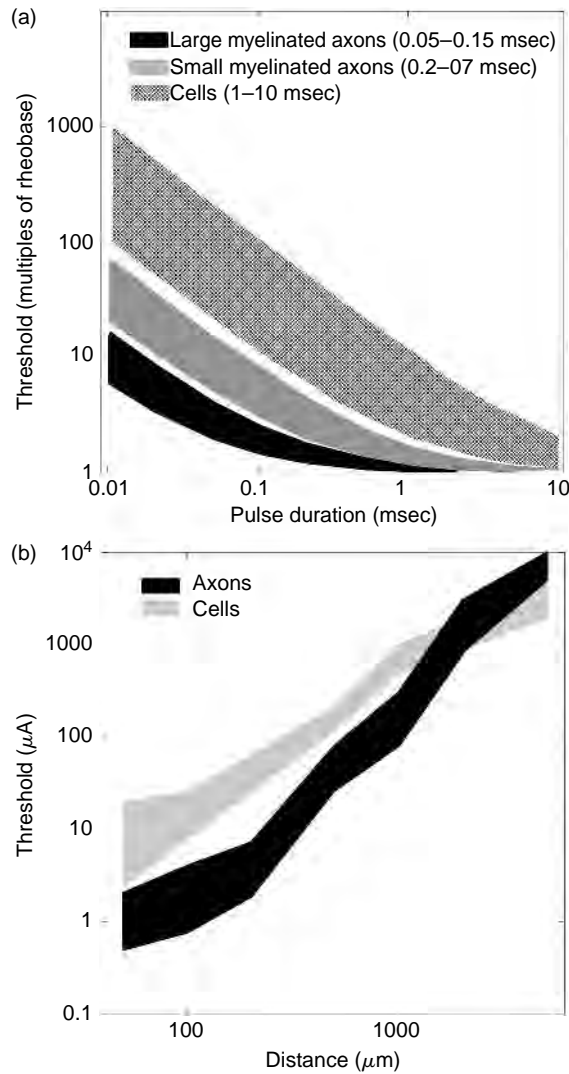 (a)
Large myelinated axons (0.05–0.15 msec)
Small myelinated axons (0.2–07 msec)
Cells (1–10 msec)
Threshold (multiples of rheobase)
1000
100
10
1
0.01
0.1
1
10
Pulse duration (msec)
(b)
Axons
Cells
Threshold (μA)
10⁴
1000
100
10
1
0.1
100
1000
Distance (μm)